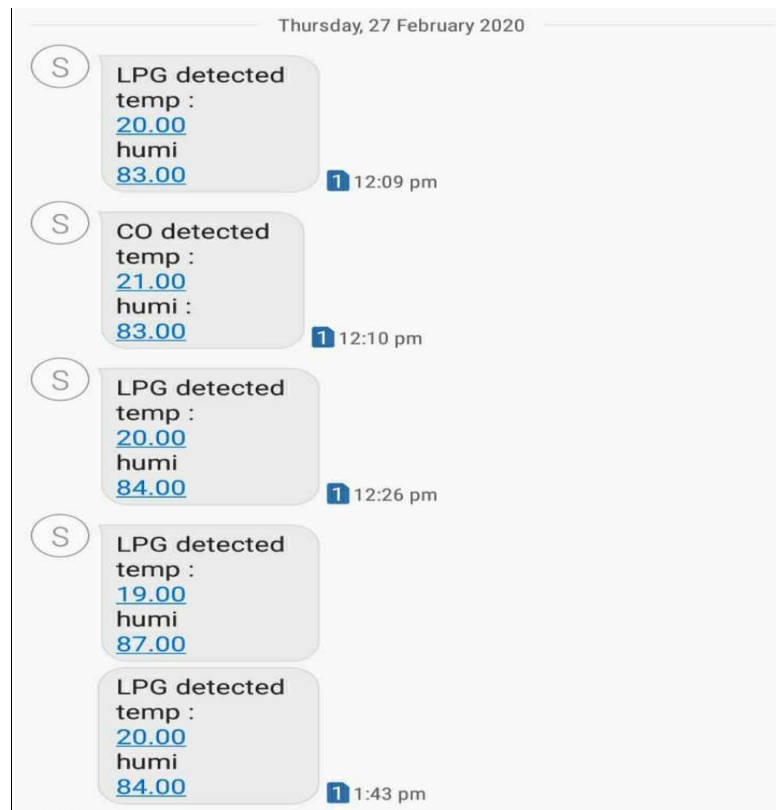 Thursday, 27 February 2020
S
LPG detected
temp :
20.00
humi
83.00
1 12:09 pm
S
CO detected
temp :
21.00
humi :
83.00
1 12:10 pm
S
LPG detected
temp :
20.00
humi
84.00
1 12:26 pm
S
LPG detected
temp :
19.00
humi
87.00
LPG detected
temp :
20.00
humi
84.00
1 1:43 pm